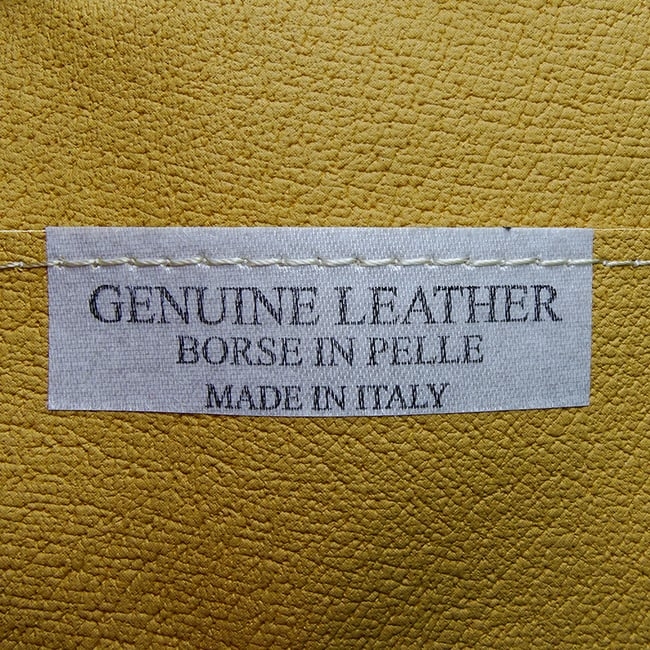 GENUINE LEATHER
BORSE IN PELLE
MADE IN ITALY